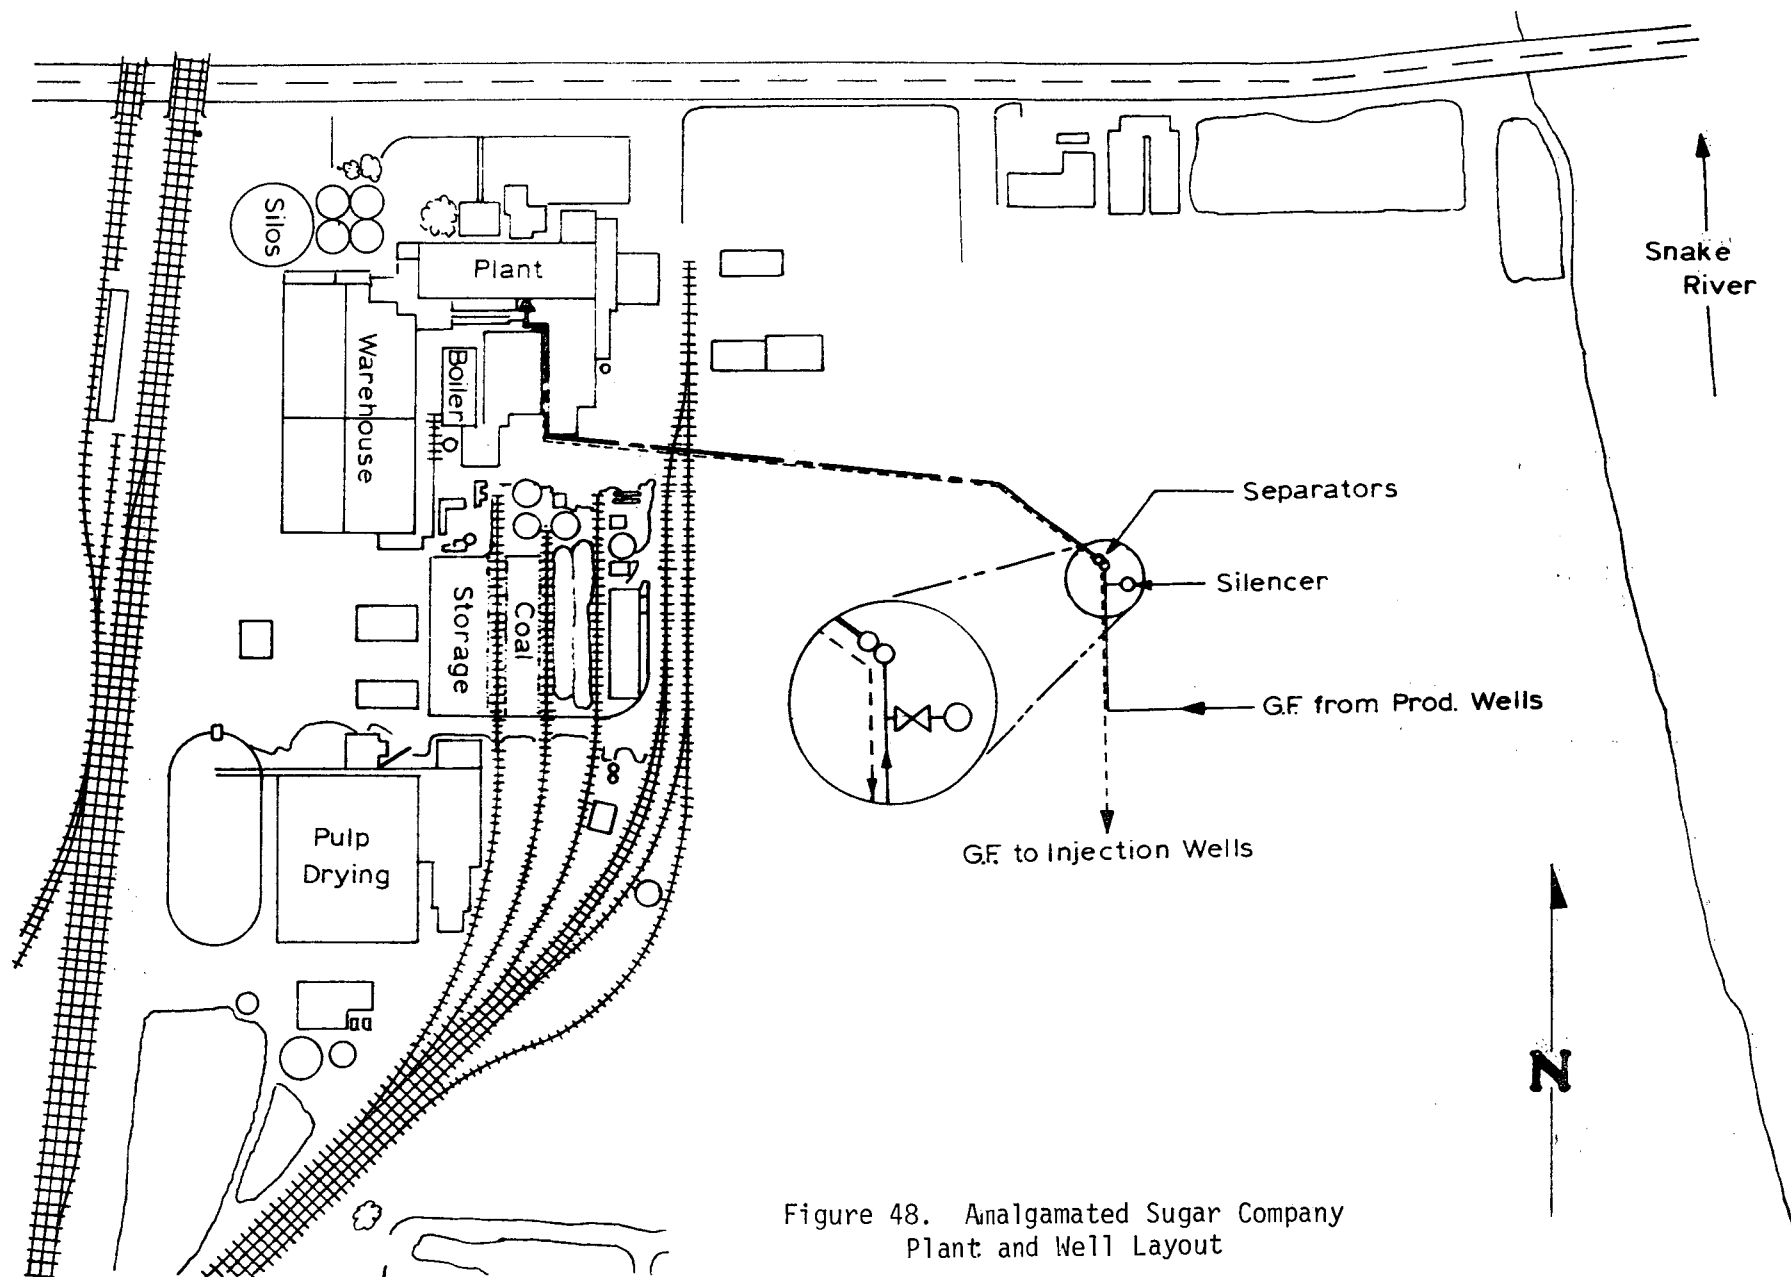 Silos
Plant
Snake
River
Warehouse
Boiler
Separators
Silencer
Storage
Coal
G.F. from Prod. Wells
Pulp
Drying
G.F. to Injection Wells
N
Figure 48. Amalgamated Sugar Company
Plant and Well Layout